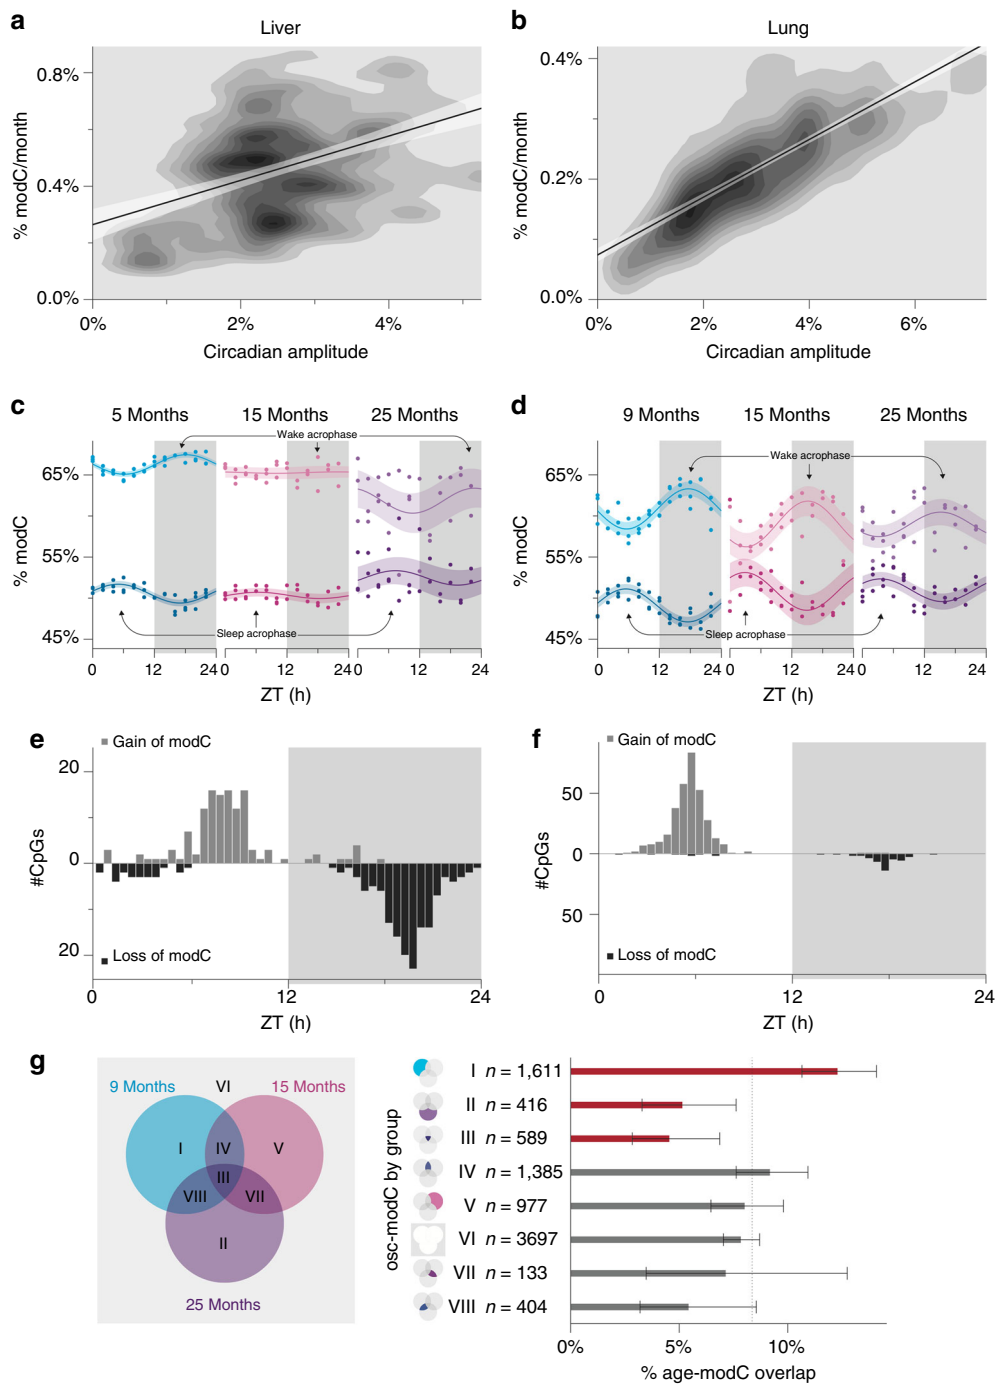 a
Liver
% modC/month
0.8%
0.4%
0.0%
0%
2%
4%
Circadian amplitude
b
Lung
% modC/month
0.4%
0.2%
0.0%
0%
2%
4%
6%
Circadian amplitude
c
5 Months
15 Months
25 Months
Wake acrophase
% modC
65%
55%
45%
Sleep acrophase
0 12 24 0 12 24 0 12 24
ZT (h)
d
9 Months
15 Months
25 Months
Wake acrophase
% modC
65%
55%
45%
Sleep acrophase
0 12 24 0 12 24 0 12 24
ZT (h)
e
Gain of modC
#CpGs
20
0
20
Loss of modC
0 12 24
ZT (h)
f
Gain of modC
#CpGs
50
0
50
Loss of modC
0 12 24
ZT (h)
g
9 Months
VI
15 Months
I
IV
V
III
VIII
VII
II
25 Months
osc-modC by group
I n = 1,611
II n = 416
III n = 589
IV n = 1,385
V n = 977
VI n = 3697
VII n = 133
VIII n = 404
0% 5% 10%
% age-modC overlap